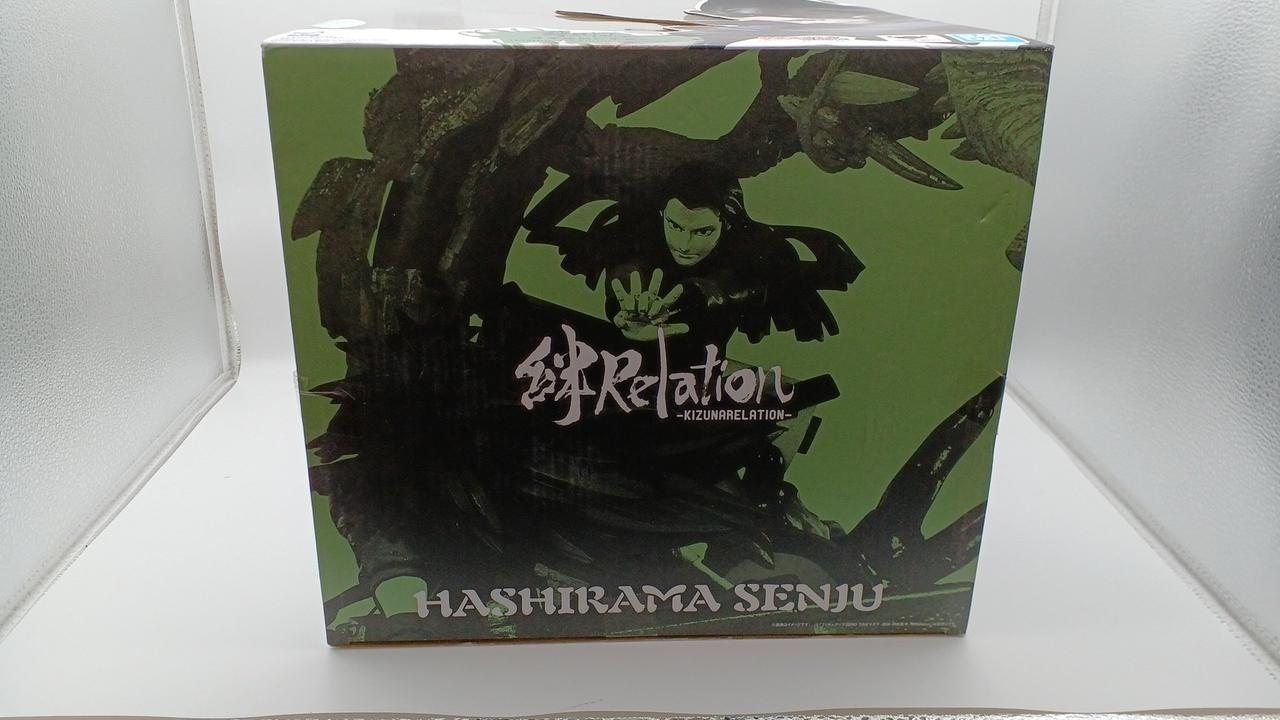 絆Relation
-KIZUNARELATION-
HASHIRAMA SENJU